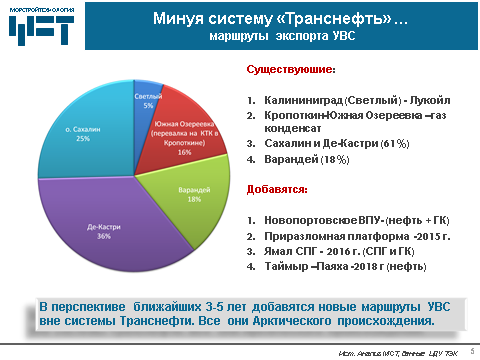 МОРСТРОЙТЕХНОЛОГИЯ
Минуя систему «Транснефть»…
маршруты экспорта УВС
Светлый
5%
Южная Озереевка
(перевалка на КТК в
Кропоткине)
16%
Варандей
18%
Де-Кастри
36%
о. Сахалин
25%
Существуюшие:
1. Калининиград (Светлый) - Лукойл
2. Кропоткин-Южная Озереевка –газ
конденсат
3. Сахалин и Де-Кастри (61%)
4. Варандей (18%)
Добавятся:
1. Новопортовское ВПУ- (нефть + ГК)
2. Приразломная платформа -2015 г.
3. Ямал СПГ - 2016 г. (СПГ и ГК)
4. Таймыр –Паяха -2018 г (нефть)
В перспективе ближайших 3-5 лет добавятся новые маршруты УВС
вне системы Транснефти. Все они Арктического происхождения.
Ист. Анализ МСТ, Данные ЦДУ ТЭК
5